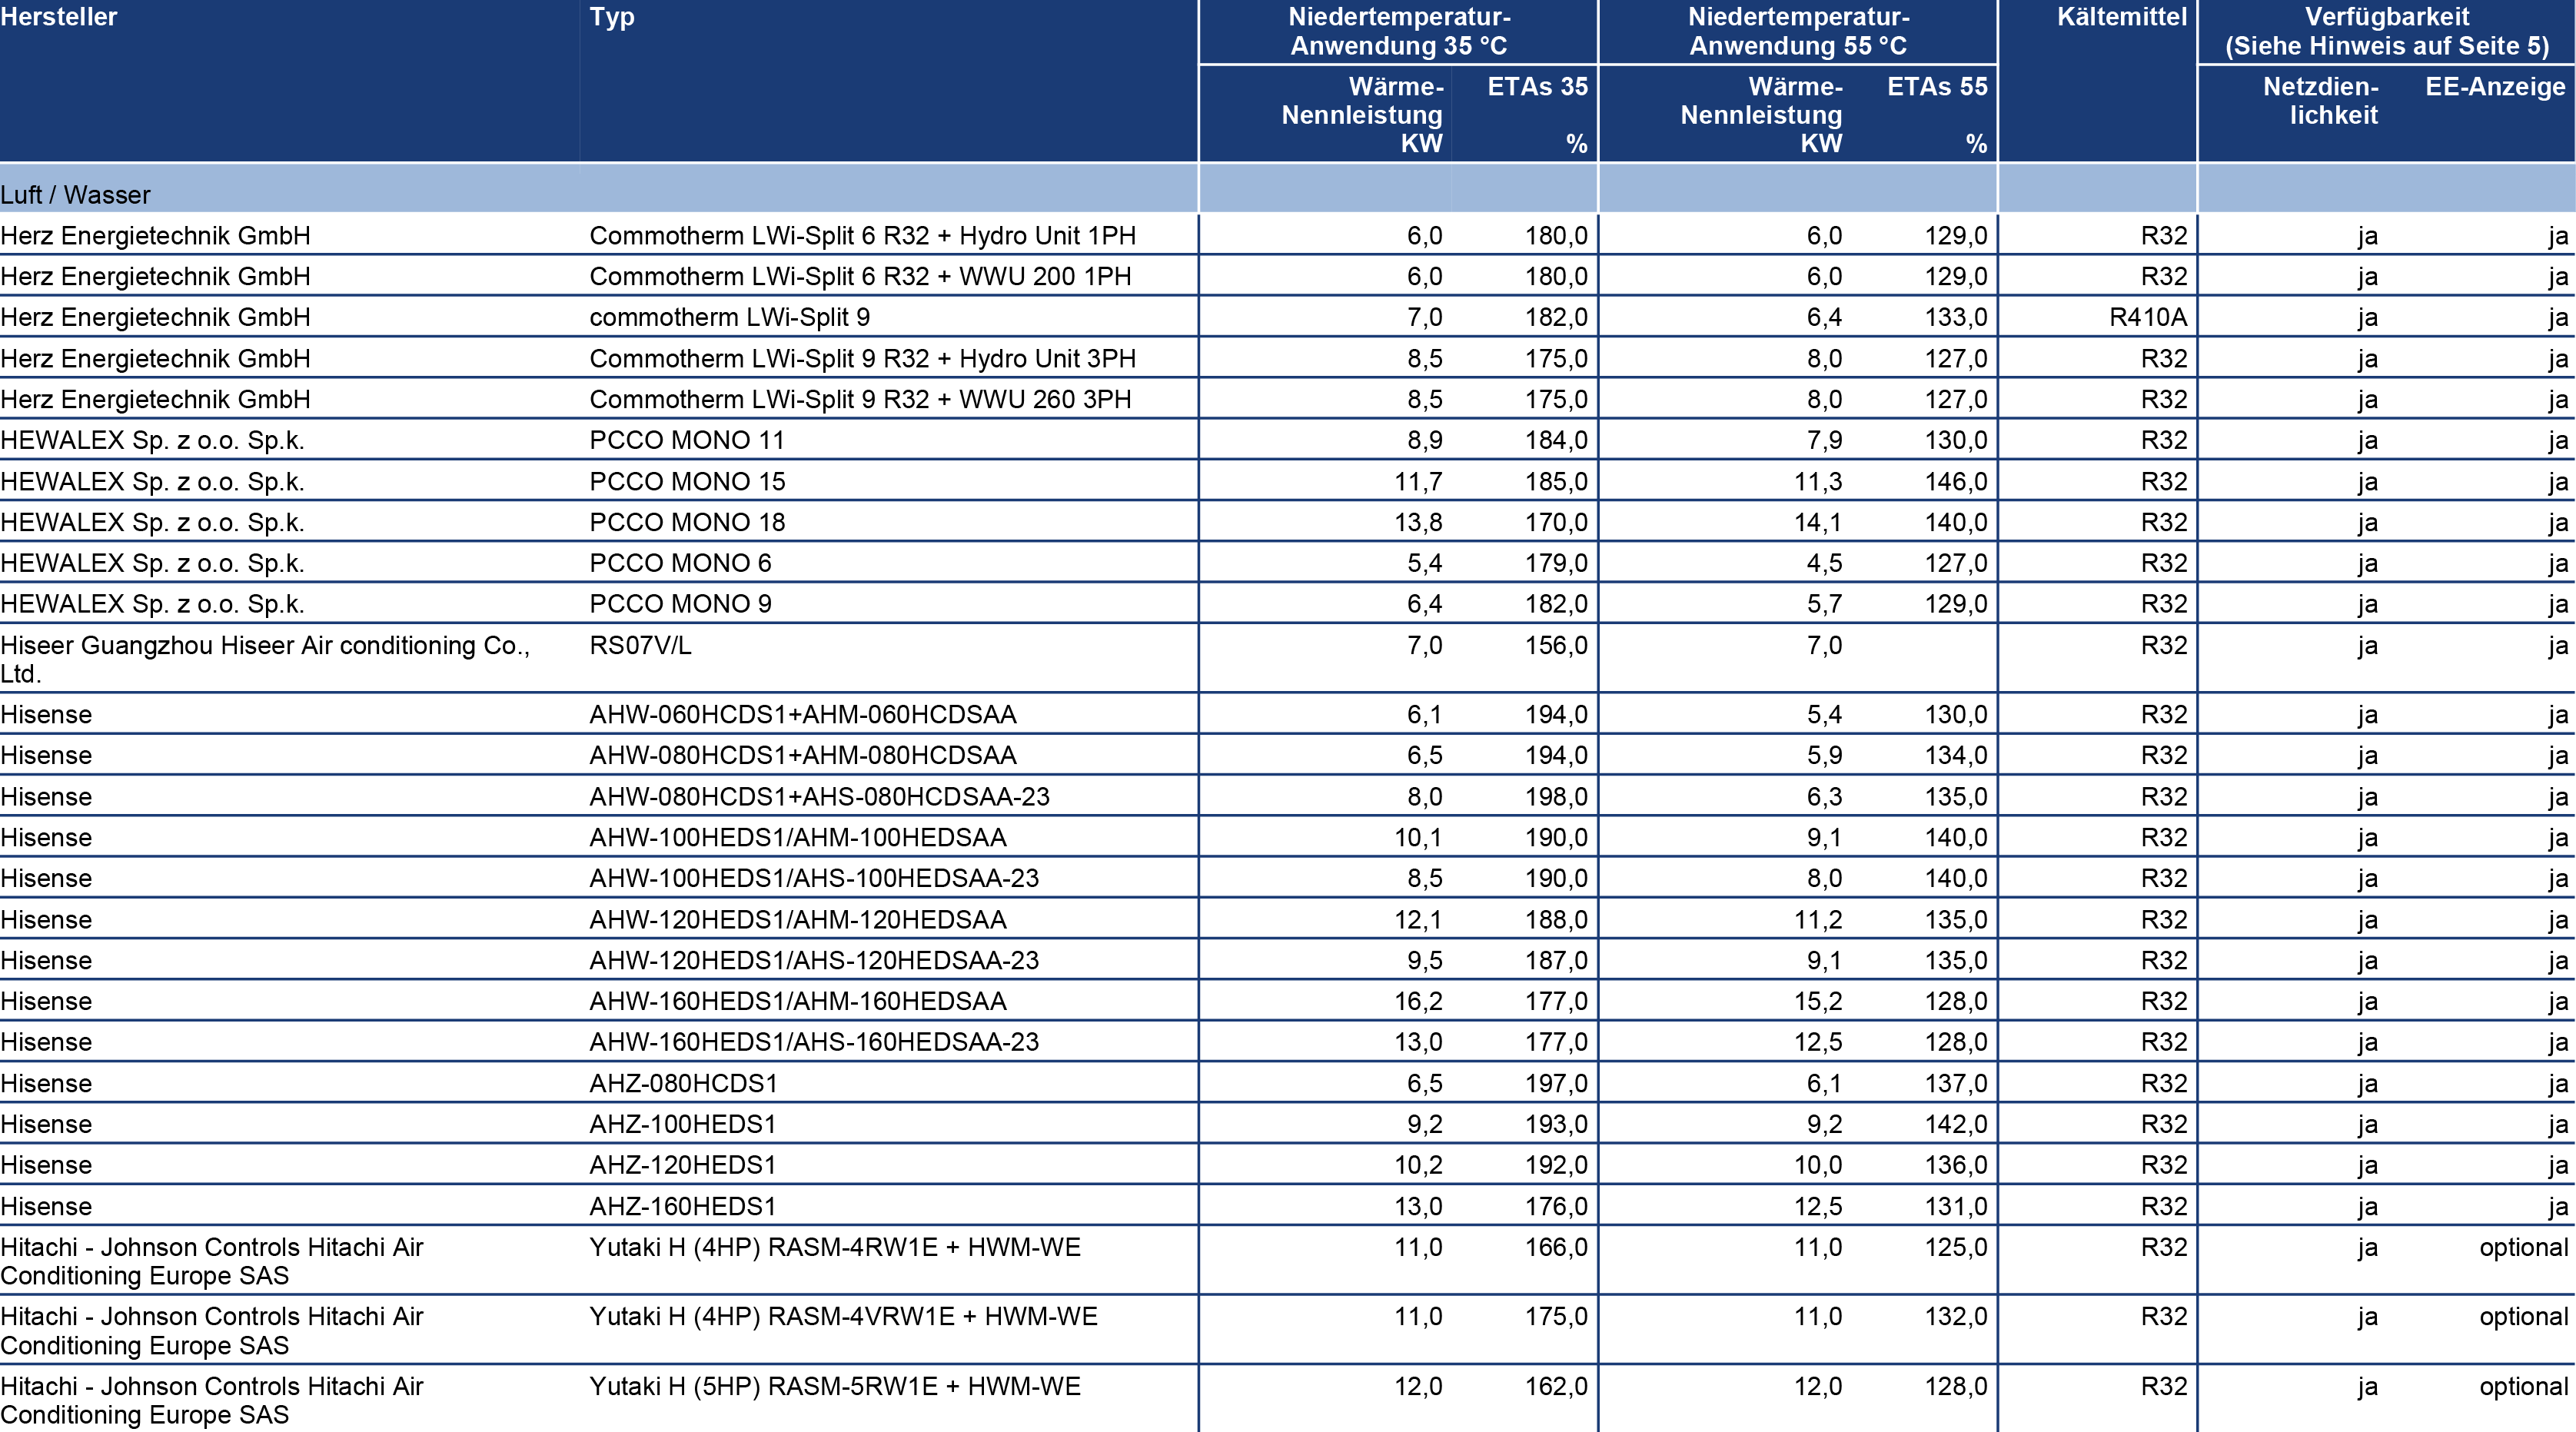 Hersteller Typ Niedertemperatur- Niedertemperatur- Kältemittel Verfügbarkeit
Anwendung 35 °C Anwendung 55 °C (Siehe Hinweis auf Seite 5)
Wärme- ETAs 35 Wärme- ETAs 55 Netzdien- EE-Anzeige
Nennleistung Nennleistung lichkeit
KW % KW %
Luft / Wasser
Herz Energietechnik GmbH Commotherm LWi-Split 6 R32 + Hydro Unit 1PH 6,0 180,0 6,0 129,0 R32 ja ja
Herz Energietechnik GmbH Commotherm LWi-Split 6 R32 + WWU 200 1PH 6,0 180,0 6,0 129,0 R32 ja ja
Herz Energietechnik GmbH commotherm LWi-Split 9 7,0 182,0 6,4 133,0 R410A ja ja
Herz Energietechnik GmbH Commotherm LWi-Split 9 R32 + Hydro Unit 3PH 8,5 175,0 8,0 127,0 R32 ja ja
Herz Energietechnik GmbH Commotherm LWi-Split 9 R32 + WWU 260 3PH 8,5 175,0 8,0 127,0 R32 ja ja
HEWALEX Sp. z o.o. Sp.k. PCCO MONO 11 8,9 184,0 7,9 130,0 R32 ja ja
HEWALEX Sp. z o.o. Sp.k. PCCO MONO 15 11,7 185,0 11,3 146,0 R32 ja ja
HEWALEX Sp. z o.o. Sp.k. PCCO MONO 18 13,8 170,0 14,1 140,0 R32 ja ja
HEWALEX Sp. z o.o. Sp.k. PCCO MONO 6 5,4 179,0 4,5 127,0 R32 ja ja
HEWALEX Sp. z o.o. Sp.k. PCCO MONO 9 6,4 182,0 5,7 129,0 R32 ja ja
Hiseer Guangzhou Hiseer Air conditioning Co., RS07V/L 7,0 156,0 7,0 R32 ja ja
Ltd.
Hisense AHW-060HCDS1+AHM-060HCDSAA 6,1 194,0 5,4 130,0 R32 ja ja
Hisense AHW-080HCDS1+AHM-080HCDSAA 6,5 194,0 5,9 134,0 R32 ja ja
Hisense AHW-080HCDS1+AHS-080HCDSAA-23 8,0 198,0 6,3 135,0 R32 ja ja
Hisense AHW-100HEDS1/AHM-100HEDSAA 10,1 190,0 9,1 140,0 R32 ja ja
Hisense AHW-100HEDS1/AHS-100HEDSAA-23 8,5 190,0 8,0 140,0 R32 ja ja
Hisense AHW-120HEDS1/AHM-120HEDSAA 12,1 188,0 11,2 135,0 R32 ja ja
Hisense AHW-120HEDS1/AHS-120HEDSAA-23 9,5 187,0 9,1 135,0 R32 ja ja
Hisense AHW-160HEDS1/AHM-160HEDSAA 16,2 177,0 15,2 128,0 R32 ja ja
Hisense AHW-160HEDS1/AHS-160HEDSAA-23 13,0 177,0 12,5 128,0 R32 ja ja
Hisense AHZ-080HCDS1 6,5 197,0 6,1 137,0 R32 ja ja
Hisense AHZ-100HEDS1 9,2 193,0 9,2 142,0 R32 ja ja
Hisense AHZ-120HEDS1 10,2 192,0 10,0 136,0 R32 ja ja
Hisense AHZ-160HEDS1 13,0 176,0 12,5 131,0 R32 ja ja
Hitachi - Johnson Controls Hitachi Air Yutaki H (4HP) RASM-4RW1E + HWM-WE 11,0 166,0 11,0 125,0 R32 ja optional
Conditioning Europe SAS
Hitachi - Johnson Controls Hitachi Air Yutaki H (4HP) RASM-4VRW1E + HWM-WE 11,0 175,0 11,0 132,0 R32 ja optional
Conditioning Europe SAS
Hitachi - Johnson Controls Hitachi Air Yutaki H (5HP) RASM-5RW1E + HWM-WE 12,0 162,0 12,0 128,0 R32 ja optional
Conditioning Europe SAS